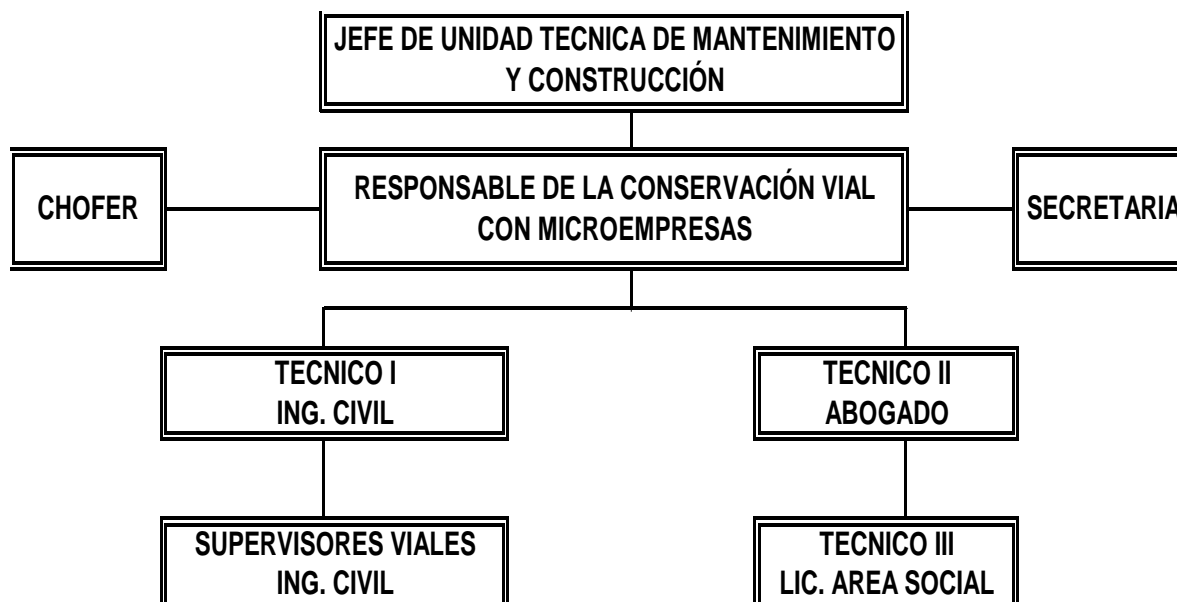 JEFE DE UNIDAD TECNICA DE MANTENIMIENTO
Y CONSTRUCCIÓN
CHOFER
RESPONSABLE DE LA CONSERVACIÓN VIAL
CON MICROEMPRESAS
SECRETARIA
TECNICO I
ING. CIVIL
TECNICO II
ABOGADO
SUPERVISORES VIALES
ING. CIVIL
TECNICO III
LIC. AREA SOCIAL